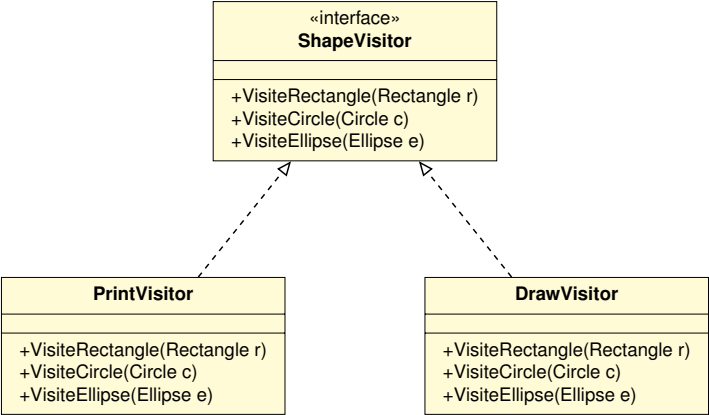 «interface»
ShapeVisitor
+VisiteRectangle(Rectangle r)
+VisiteCircle(Circle c)
+VisiteEllipse(Ellipse e)
PrintVisitor
+VisiteRectangle(Rectangle r)
+VisiteCircle(Circle c)
+VisiteEllipse(Ellipse e)
DrawVisitor
+VisiteRectangle(Rectangle r)
+VisiteCircle(Circle c)
+VisiteEllipse(Ellipse e)